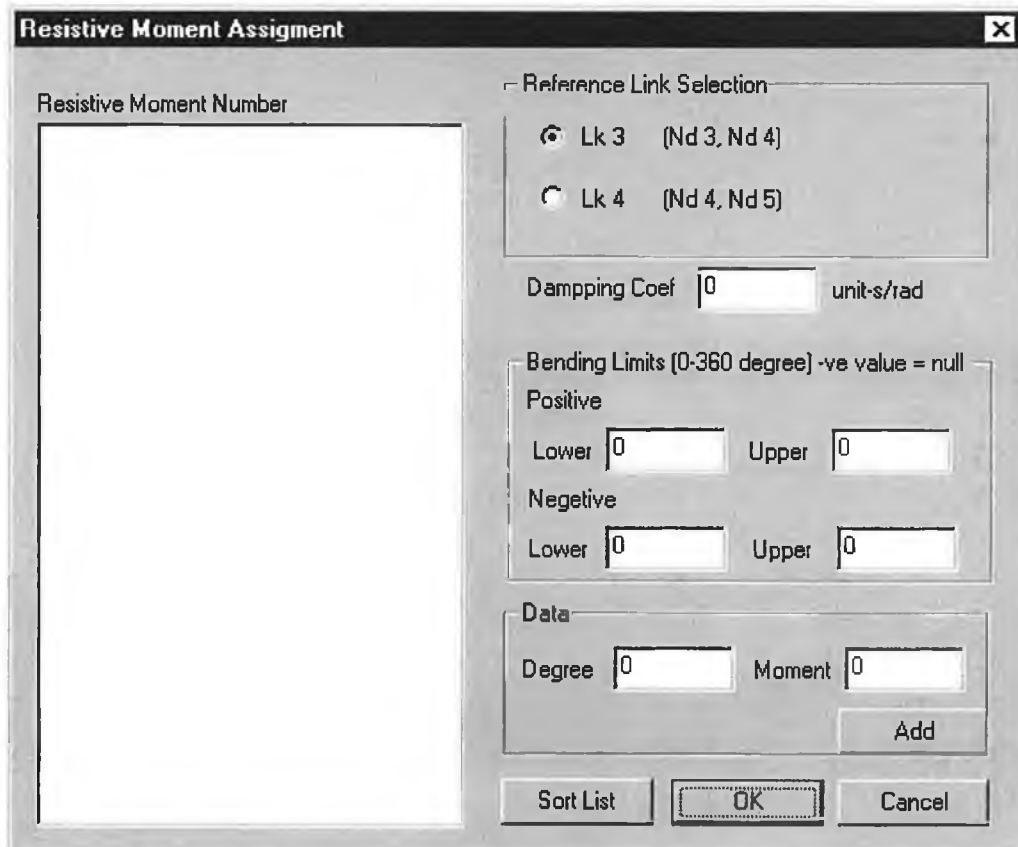 Resistive Moment Assigment
Resistive Moment Number
Reference Link Selection
Lk 3 (Nd 3, Nd 4)
Lk 4 (Nd 4, Nd 5)
Dampping Coef 0 unit-s/rad
Bending Limits (0-360 degree) -ve value = null
Positive
Lower 0 Upper 0
Negetive
Lower 0 Upper 0
Data
Degree 0 Moment 0
Add
Sort List OK Cancel